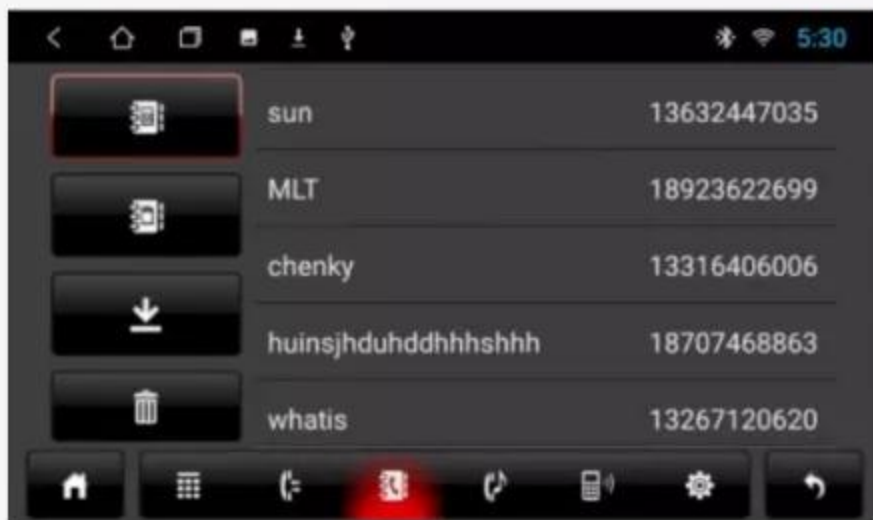 5:30
sun 13632447035
MLT 18923622699
chenky 13316406006
huinsjhduhddhhhshhh 18707468863
whatis 13267120620